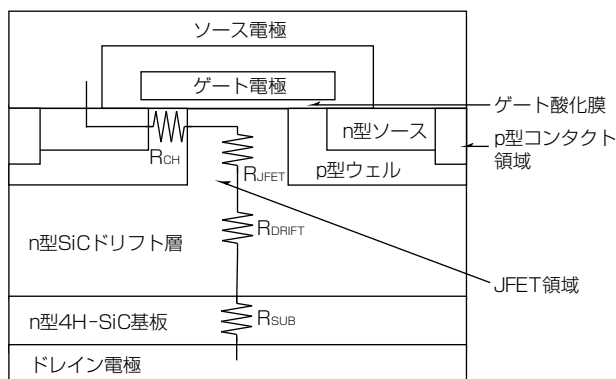 ソース電極
ゲート電極
ゲート酸化膜
n型ソース
p型コンタクト
領域
RCH
RJFET
p型ウェル
n型SiCドリフト層
RDRIFT
JFET領域
n型4H-SiC基板
RSUB
ドレイン電極